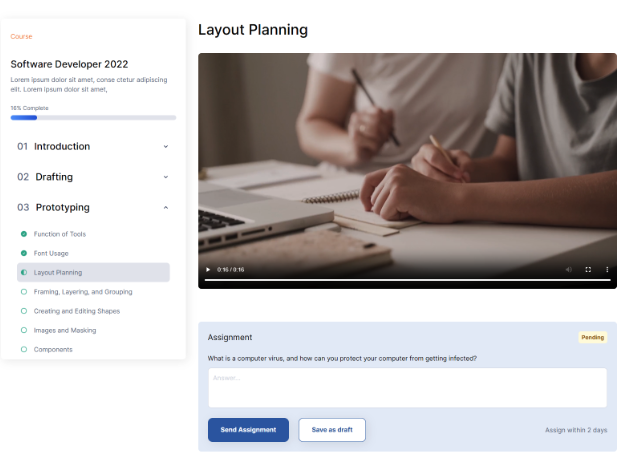 Course
Software Developer 2022
Lorem ipsum dolor sit amet, conse ctetur adipiscing
elit. Lorem ipsum dolor sit amet,
16% Complete
01 Introduction
02 Drafting
03 Prototyping
Function of Tools
Font Usage
Layout Planning
Framing, Layering, and Grouping
Creating and Editing Shapes
Images and Masking
Components
Layout Planning
0:16 / 0:16
Assignment
Pending
What is a computer virus, and how can you protect your computer from getting infected?
Answer...
Send Assignment
Save as draft
Assign within 2 days